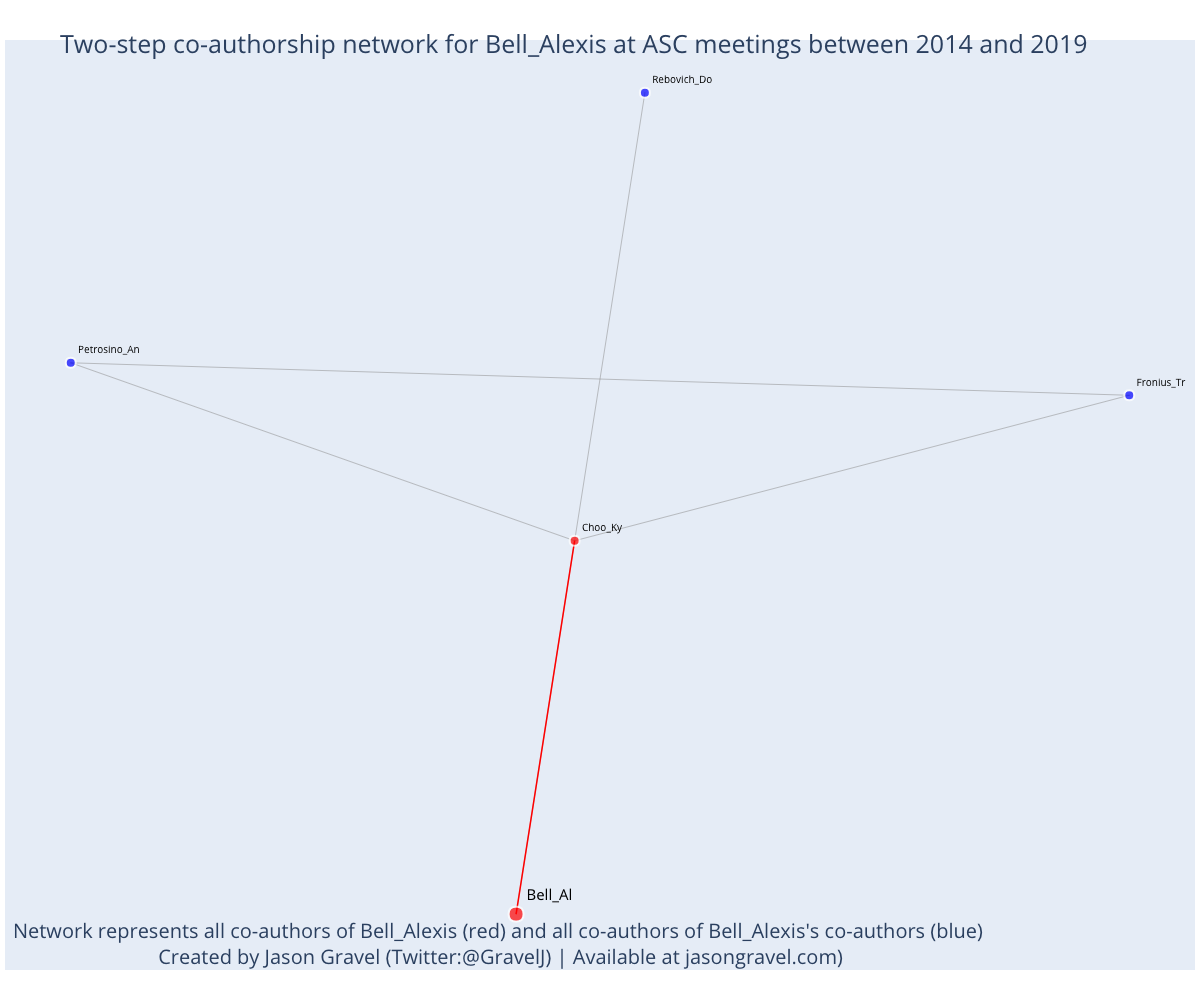 Two-step co-authorship network for Bell_Alexis at ASC meetings between 2014 and 2019
Rebovich_Do
Petrosino_An
Fronius_Tr
Choo_Ky
Bell_Al
Network represents all co-authors of Bell_Alexis (red) and all co-authors of Bell_Alexis's co-authors (blue)
Created by Jason Gravel (Twitter:@GravelJ) | Available at jasongravel.com)